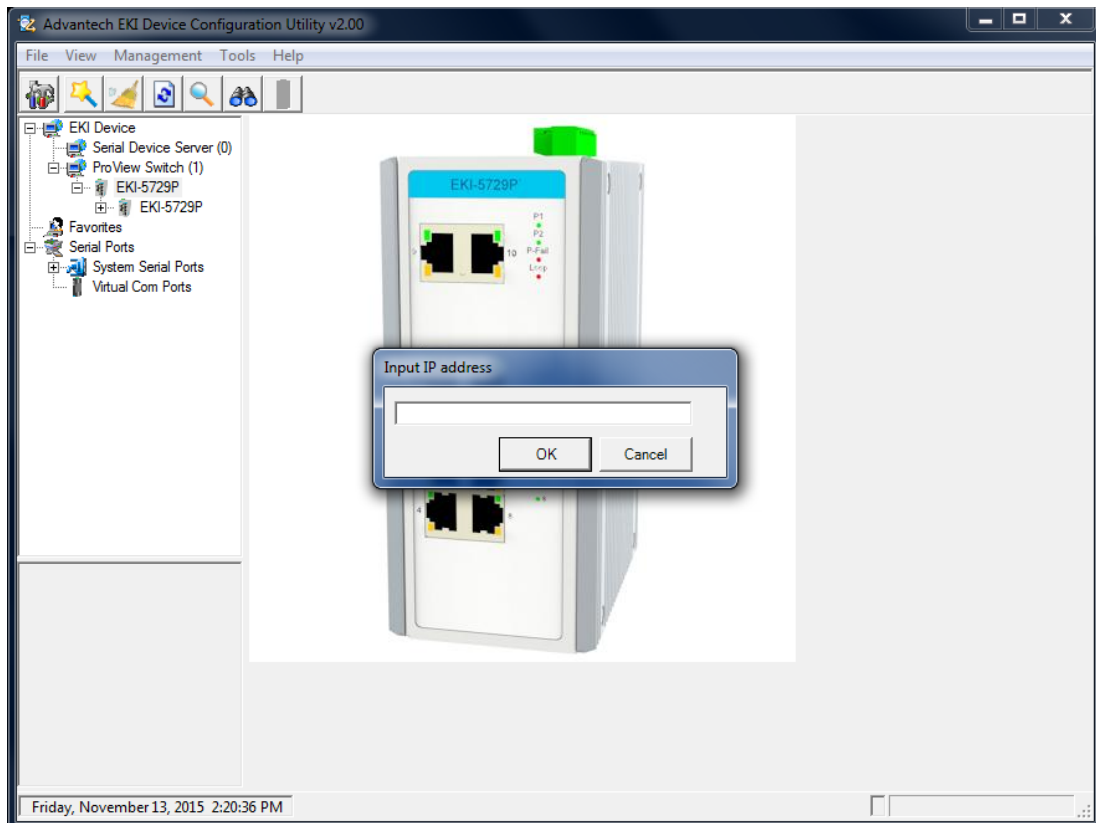 Advantech EKI Device Configuration Utility v2.00
File View Management Tools Help
EKI Device
Serial Device Server (0)
ProView Switch (1)
EKI-5729P
EKI-5729P
Favorites
Serial Ports
System Serial Ports
Virtual Com Ports
EKI-5729P
P1
P2
10 P-Fail
Loop
Input IP address
OK Cancel
4
Friday, November 13, 2015 2:20:36 PM